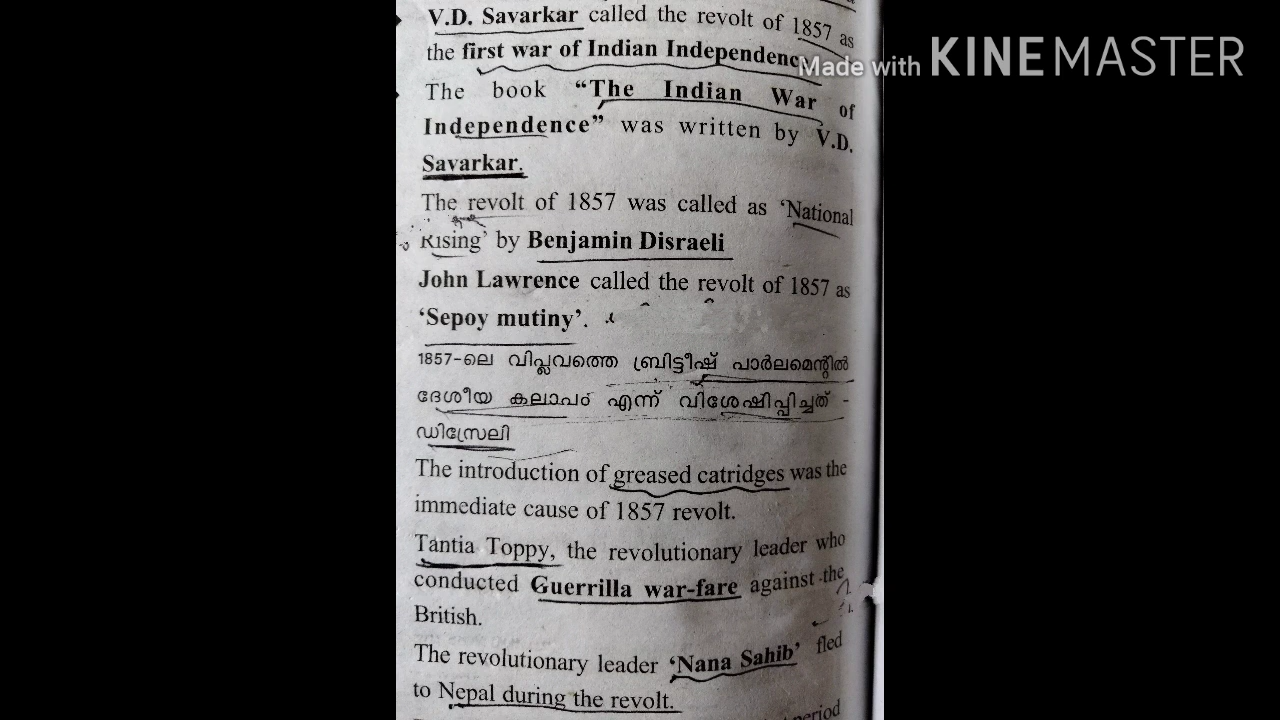 V.D. Savarkar called the revolt of 1857 as
the first war of Indian Independence
Made with KINEMASTER
The book “The Indian War of
Independence” was written by V.D.
Savarkar.
The revolt of 1857 was called as ‘National
Rising’ by Benjamin Disraeli
John Lawrence called the revolt of 1857 as
‘Sepoy mutiny’.
1857-ലെ വിപ്ലവത്തെ ബ്രിട്ടീഷ് പാർലമെന്റിൽ
ദേശീയ കലാപം എന്ന് വിശേഷിപ്പിച്ചത് -
ഡിസ്രേലി
The introduction of greased catridges was the
immediate cause of 1857 revolt.
Tantia Toppy, the revolutionary leader who
conducted Guerrilla war-fare against the
British.
The revolutionary leader ‘Nana Sahib’ fled
to Nepal during the revolt.
period